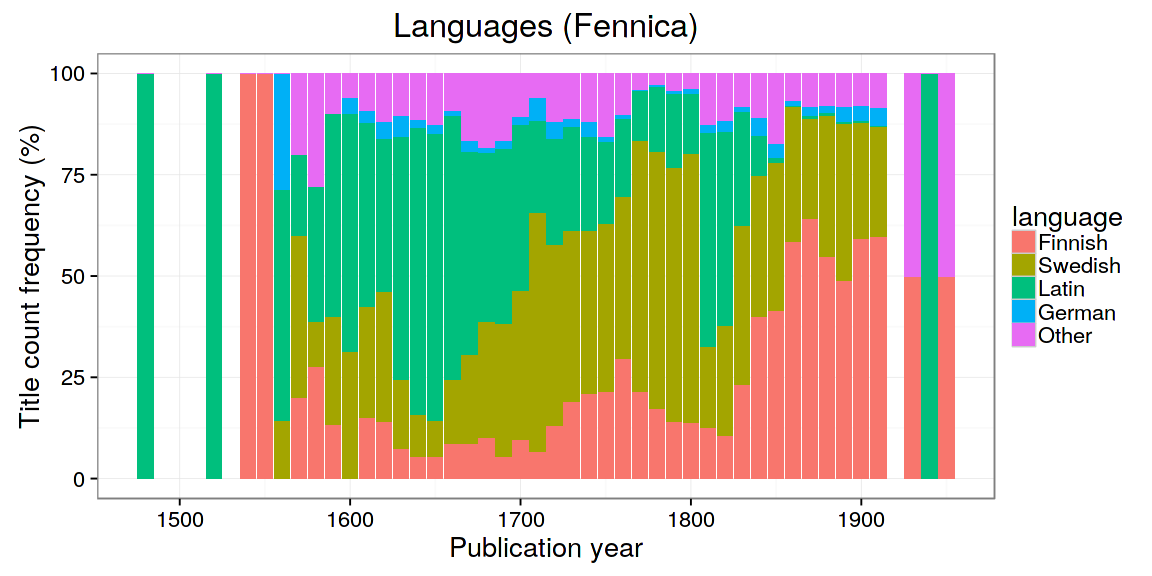 Languages (Fennica)
Title count frequency (%)
100
75
50
25
0
1500 1600 1700 1800 1900
Publication year
language
Finnish
Swedish
Latin
German
Other